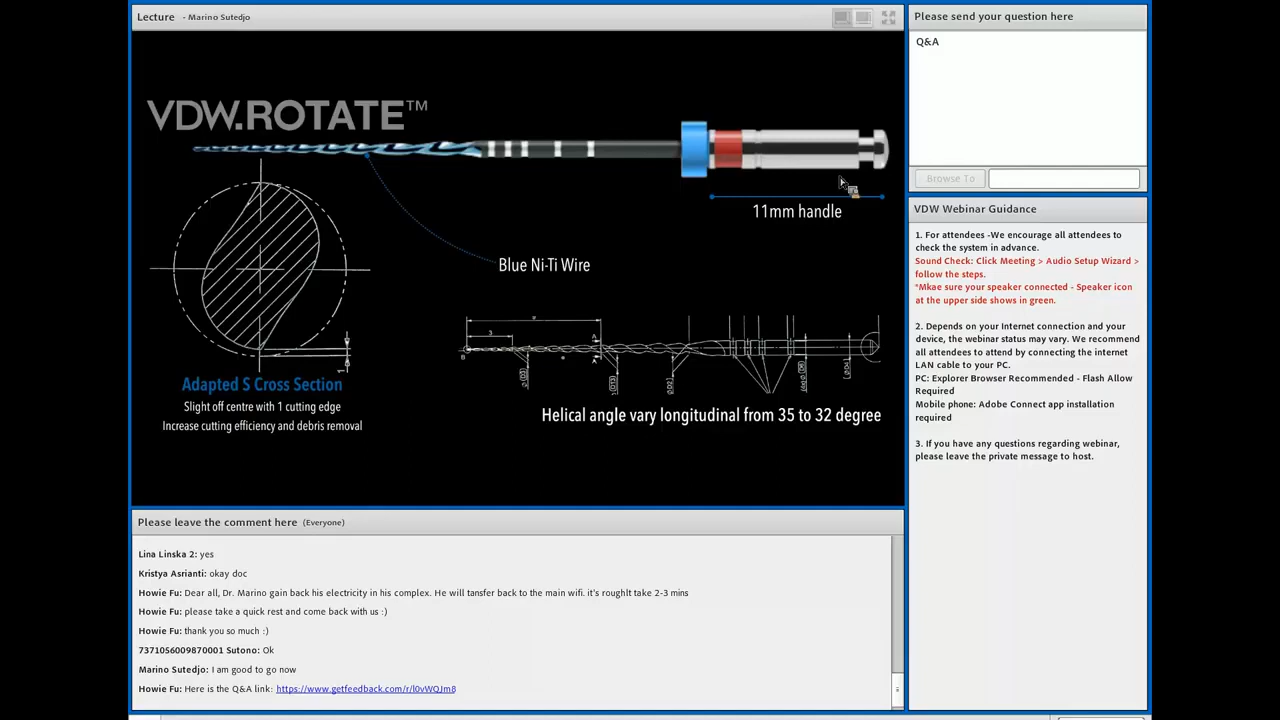 Lecture - Marino Sutedjo
VDW.ROTATE™
11mm handle
Blue Ni-Ti Wire
Adapted S Cross Section
Slight off centre with 1 cutting edge
Increase cutting efficiency and debris removal
Helical angle vary longitudinal from 35 to 32 degree
Please leave the comment here (Everyone)
Lina Linska 2: yes
Kristya Asrianti: okay doc
Howie Fu: Dear all, Dr. Marino gain back his electricity in his complex. He will tansfer back to the main wifi. it's roughlt take 2-3 mins
Howie Fu: please take a quick rest and come back with us :)
Howie Fu: thank you so much :)
7371056009870001 Sutono: Ok
Marino Sutedjo: I am good to go now
Howie Fu: Here is the Q&A link: https://www.getfeedback.com/r/l0vWQJm8
Please send your question here
Q&A
Browse To
VDW Webinar Guidance
1. For attendees -We encourage all attendees to
check the system in advance.
Sound Check: Click Meeting > Audio Setup Wizard >
follow the steps.
*Mkae sure your speaker connected - Speaker icon
at the upper side shows in green.
2. Depends on your Internet connection and your
device, the webinar status may vary. We recommend
all attendees to attend by connecting the internet
LAN cable to your PC.
PC: Explorer Browser Recommended - Flash Allow
Required
Mobile phone: Adobe Connect app installation
required
3. If you have any questions regarding webinar,
please leave the private message to host.